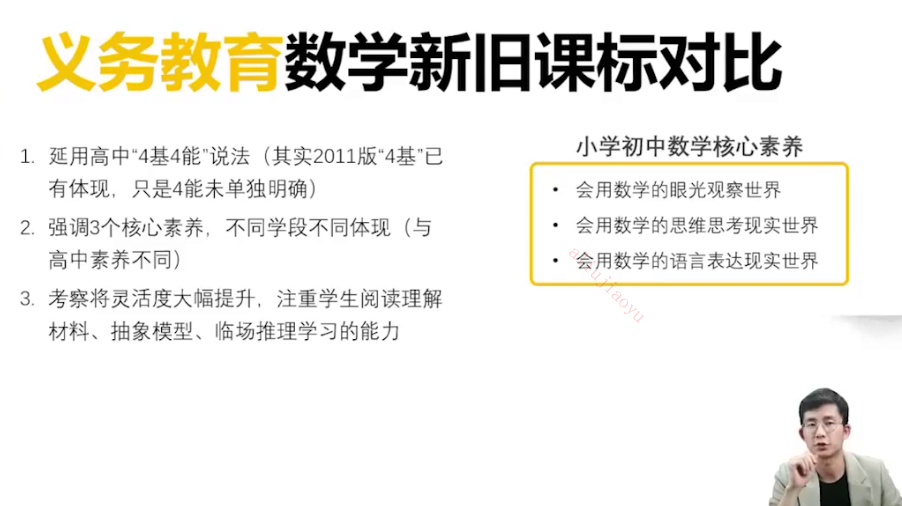 义务教育数学新旧课标对比
1. 延用高中“4基4能”说法（其实2011版“4基”已
有体现，只是4能未单独明确）
2. 强调3个核心素养，不同学段不同体现（与
高中素养不同）
3. 考察将灵活度大幅提升，注重学生阅读理解
材料、抽象模型、临场推理学习的能力
小学初中数学核心素养
• 会用数学的眼光观察世界
• 会用数学的思维思考现实世界
• 会用数学的语言表达现实世界